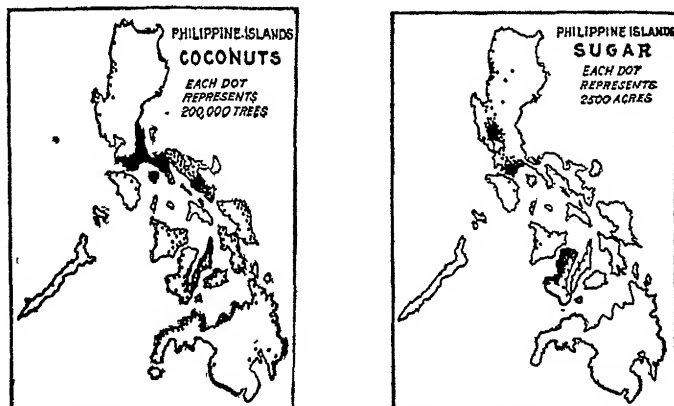 PHILIPPINE-ISLANDS
COCONUTS
EACH DOT
REPRESENTS
200,000 TREES
PHILIPPINE ISLANDS
SUGAR
EACH DOT
REPRESENTS
2500 ACRES